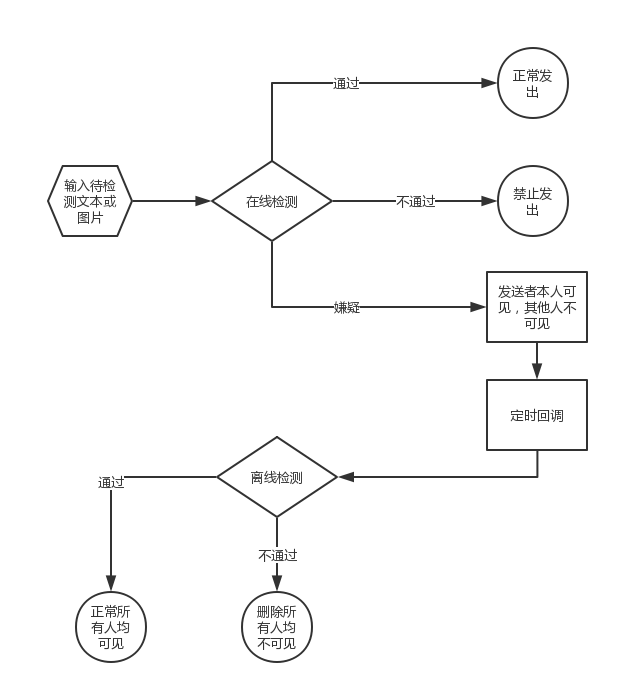 通过
正常发
出
输入待检
测文本或
图片
在线检测
不通过
禁止发
出
嫌疑
发送者本人可
见，其他人不
可见
定时回调
离线检测
通过
不通过
正常所
有人均
可见
删除所
有人均
不可见